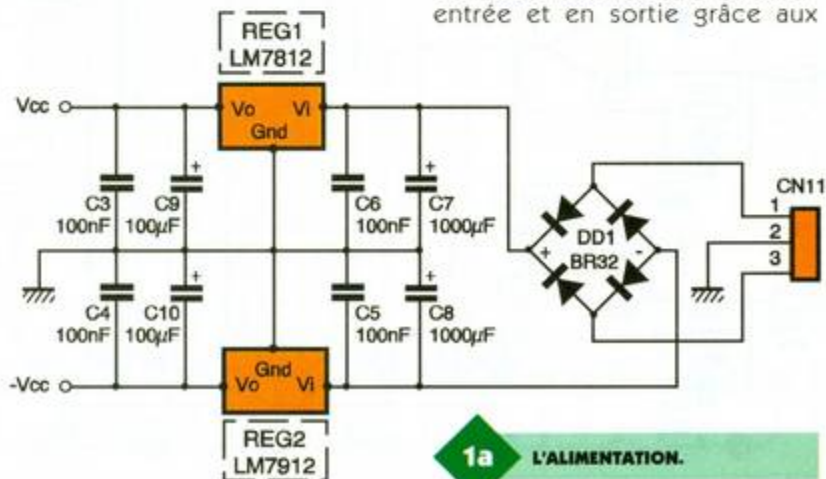 entrée et en sortie grâce aux
REG1
LM7812
Vcc
Vo Vi
Gnd
CN11
1
2
3
+
+
C3
100nF
C9
100µF
C6
100nF
C7
1000µF
+ DD1 -
BR32
+
+
C4
100nF
C10
100µF
C5
100nF
C8
1000µF
-Vcc
Gnd
Vo Vi
REG2
LM7912
1a L'ALIMENTATION.